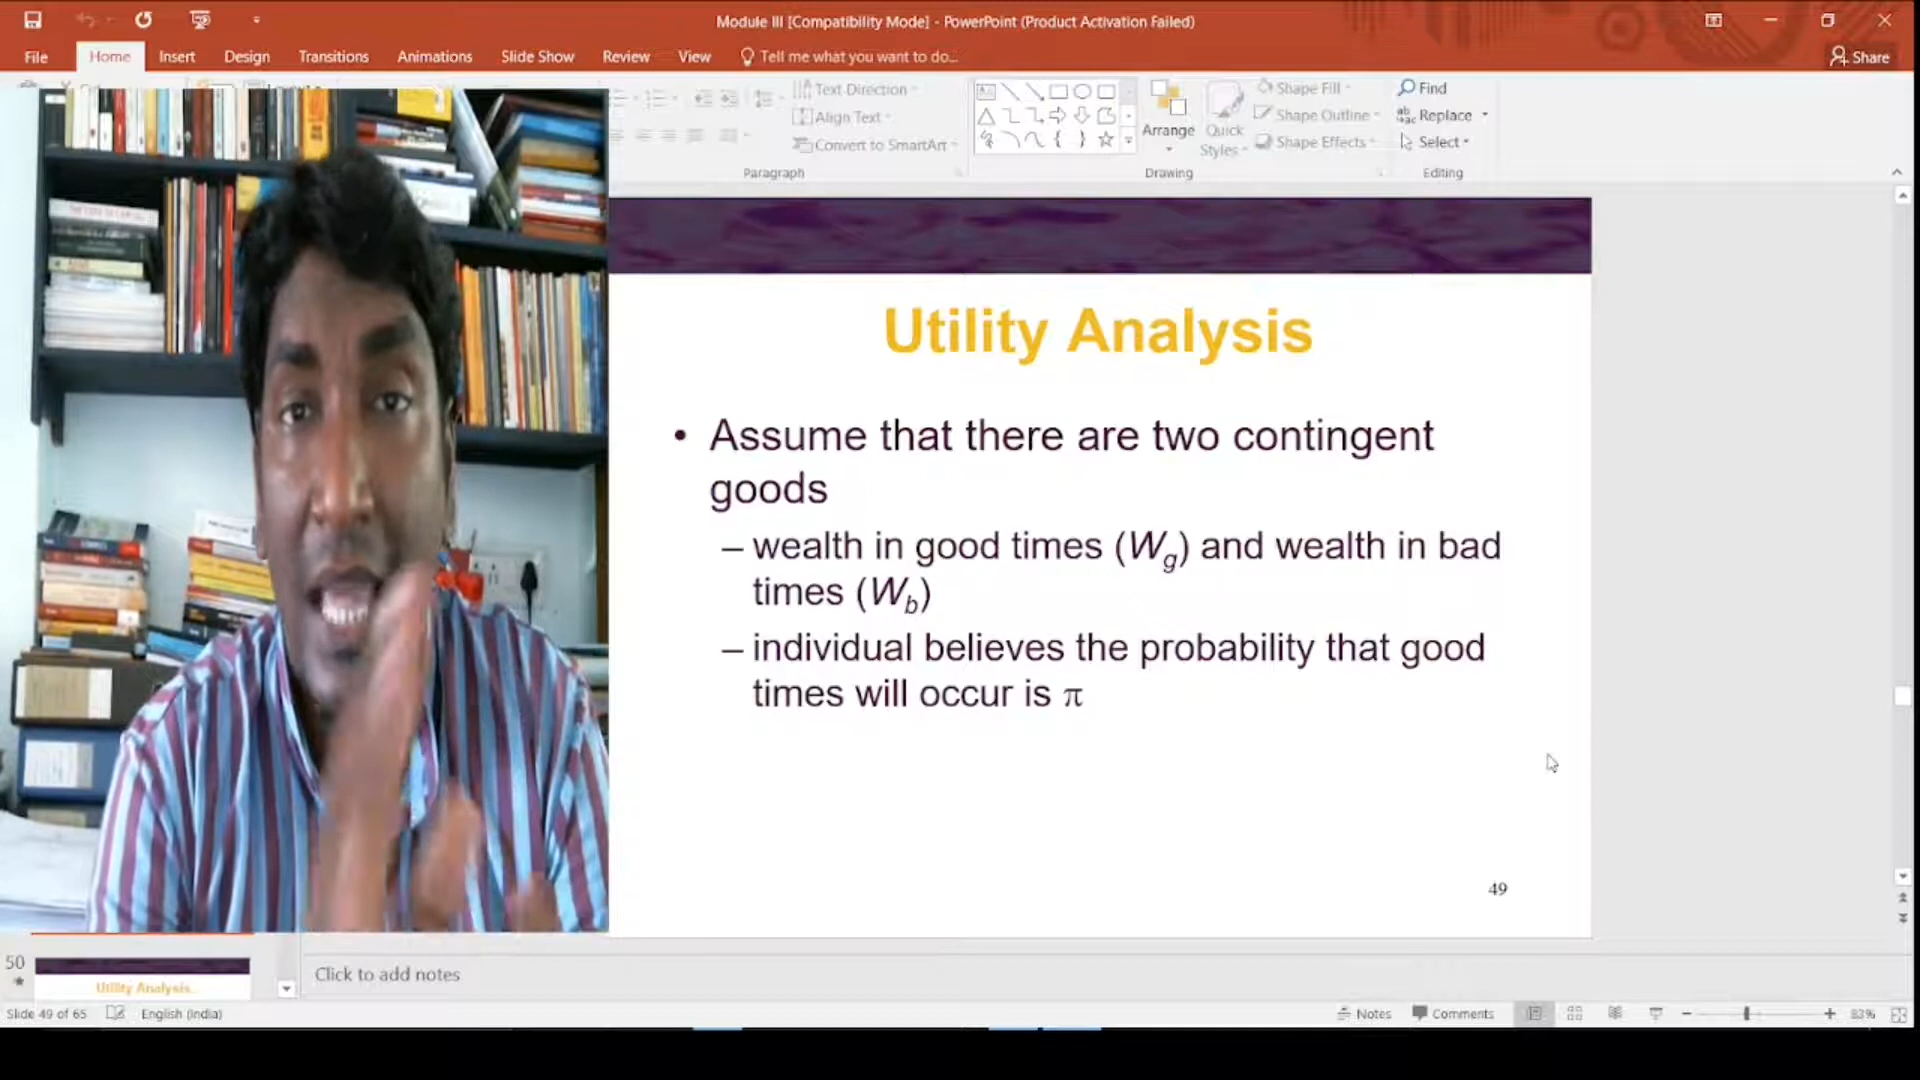 Module III [Compatibility Mode] - PowerPoint (Product Activation Failed)
File Home Insert Design Transitions Animations Slide Show Review View Tell me what you want to do... Share
Text Direction
Align Text
Convert to SmartArt
Paragraph
Arrange
Quick Styles
Shape Fill
Shape Outline
Shape Effects
Drawing
Find
Replace
Select
Editing
Utility Analysis
• Assume that there are two contingent
goods
– wealth in good times (Wg) and wealth in bad
times (Wb)
– individual believes the probability that good
times will occur is π
49
50
Utility Analysis
Click to add notes
Slide 49 of 65 English (India) Notes Comments 83%